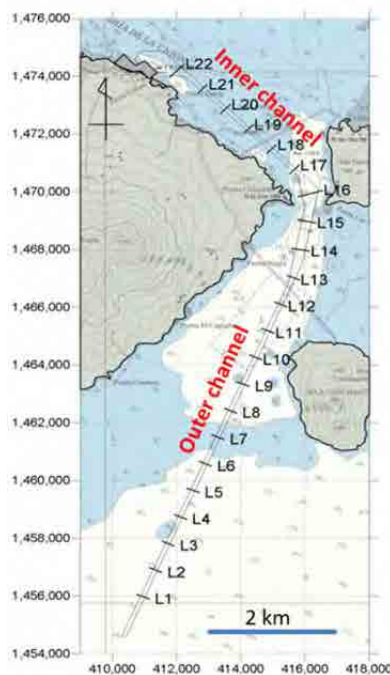 1,476,000
1,474,000
1,472,000
1,470,000
1,468,000
1,466,000
1,464,000
1,462,000
1,460,000
1,458,000
1,456,000
1,454,000
L22
L21
L20
L19
L18
L17
L16
L15
L14
L13
L12
L11
L10
L9
L8
L7
L6
L5
L4
L3
L2
L1
Inner channel
Outer channel
2 km
410,000 412,000 414,000 416,000 418,000